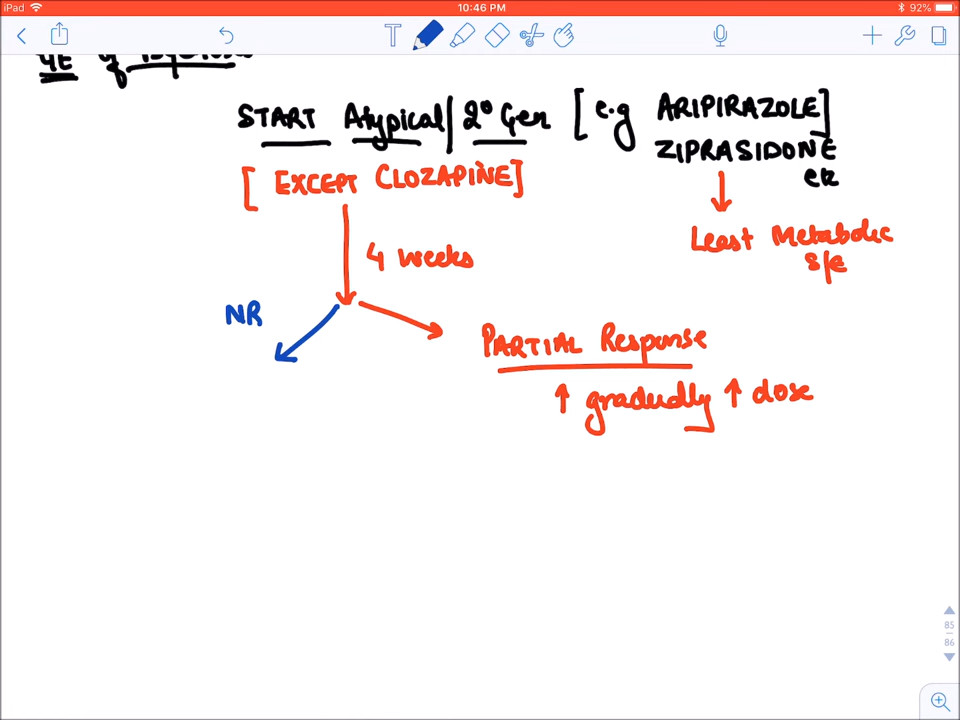 iPad 10:46 PM 92%
T
of
START Atypical/2° Gen [e.g ARIPIRAZOLE]
ZIPRASIDONE
etc
[EXCEPT CLOZAPINE]
Least Metabolic
s/e
4 weeks
NR
PARTIAL Response
↑ gradually ↑ dose
85
86